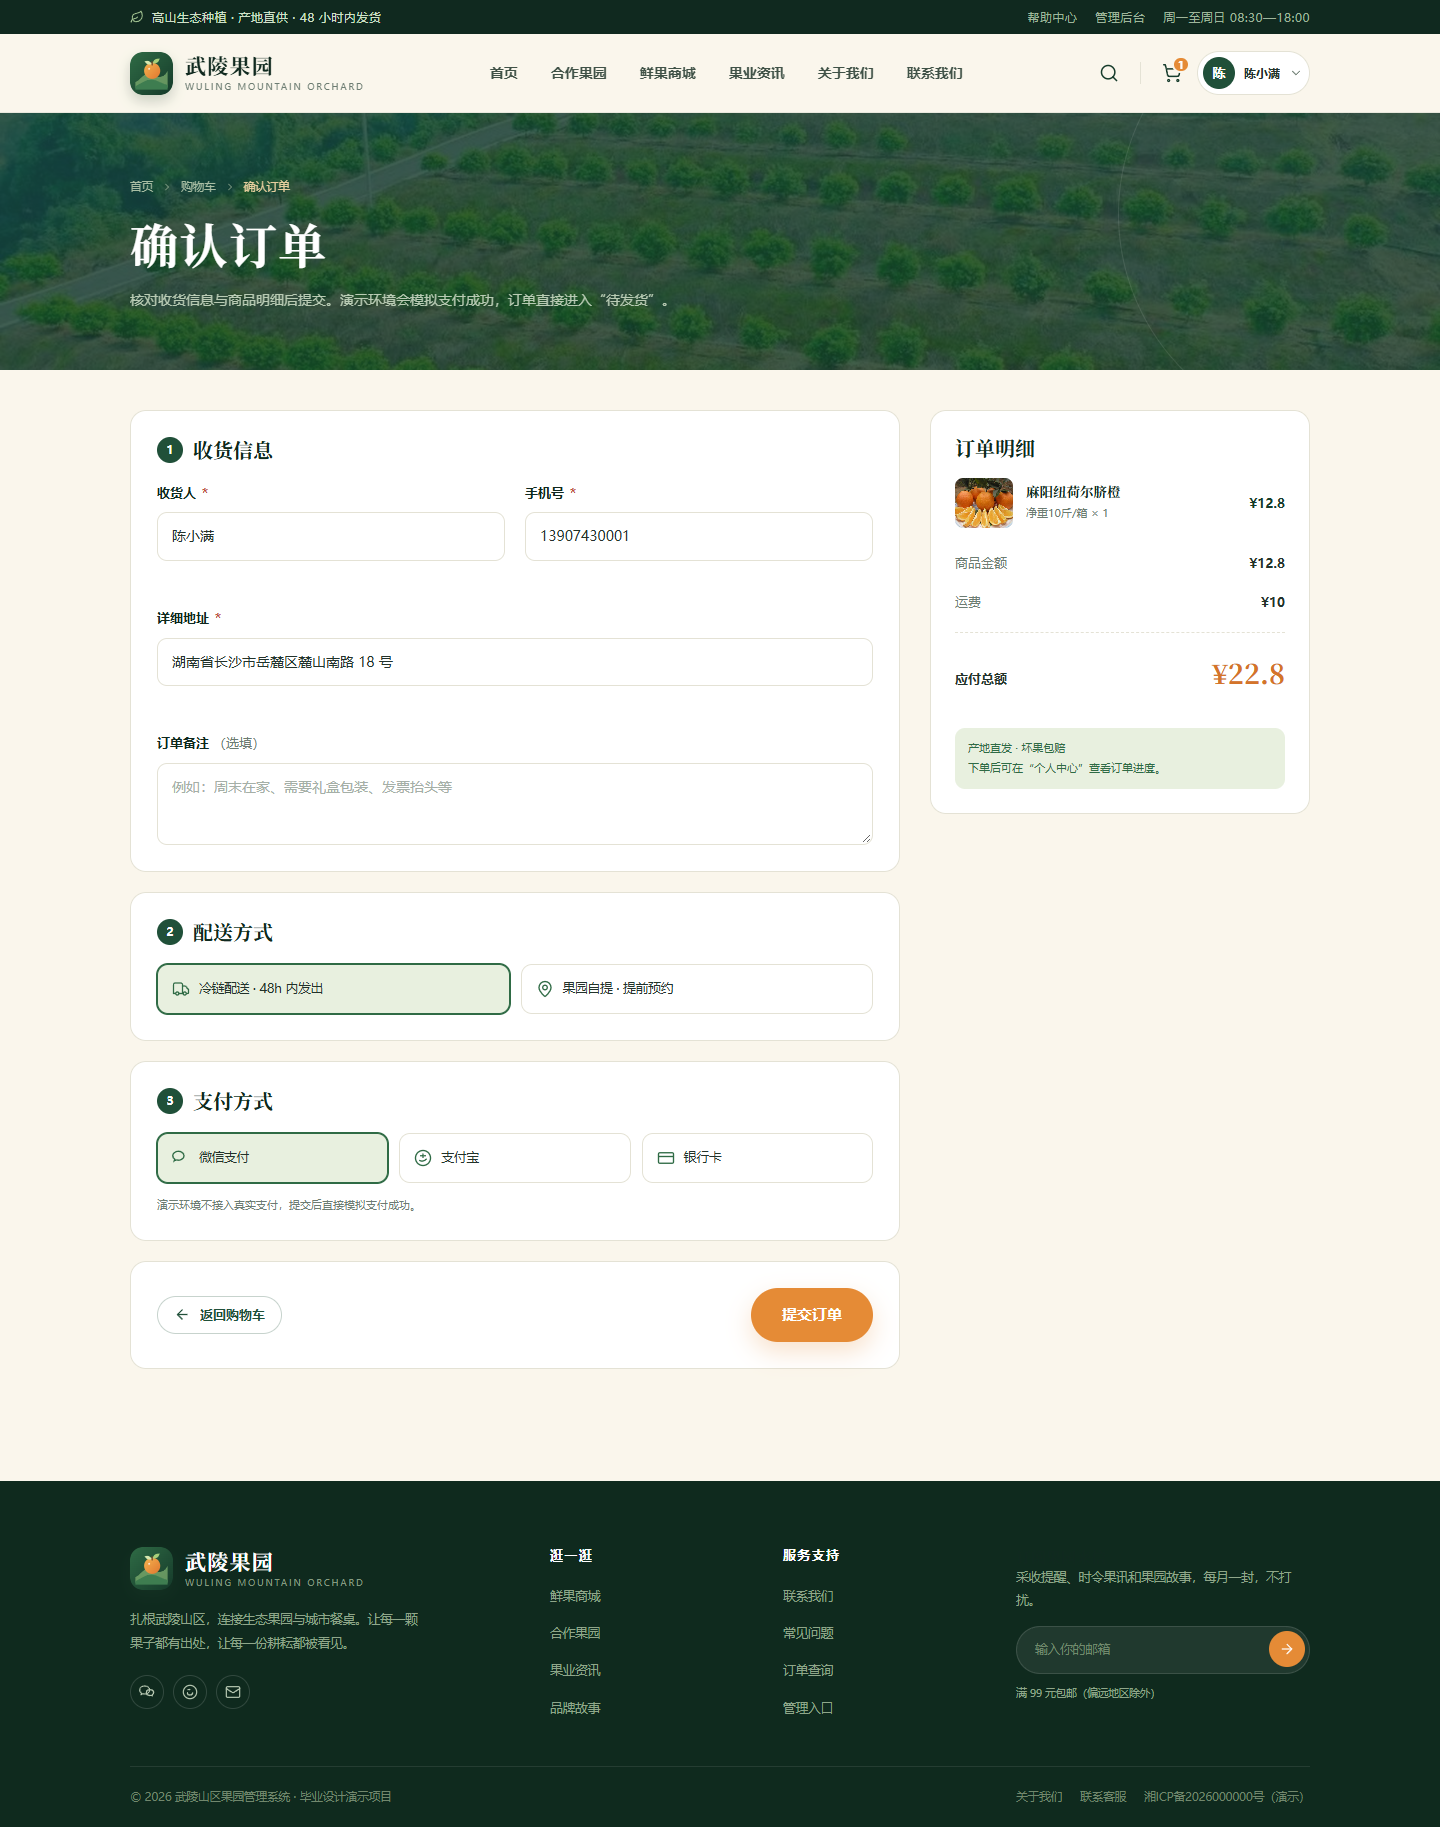 高山生态种植 · 产地直供 · 48 小时内发货
帮助中心 管理后台 周一至周日 08:30—18:00
武陵果园
WULING MOUNTAIN ORCHARD
首页 合作果园 鲜果商城 果业资讯 关于我们 联系我们
1
陈 陈小满
首页 > 购物车 > 确认订单
确认订单
核对收货信息与商品明细后提交。演示环境会模拟支付成功，订单直接进入“待发货”。
1 收货信息
收货人 * 手机号 *
陈小满 13907430001
详细地址 *
湖南省长沙市岳麓区麓山南路 18 号
订单备注 （选填）
例如：周末在家、需要礼盒包装、发票抬头等
2 配送方式
冷链配送 · 48h 内发出 果园自提 · 提前预约
3 支付方式
微信支付 支付宝 银行卡
演示环境不接入真实支付，提交后直接模拟支付成功。
返回购物车 提交订单
订单明细
麻阳纽荷尔脐橙
净重10斤/箱 × 1
¥12.8
商品金额 ¥12.8
运费 ¥10
应付总额 ¥22.8
产地直发 · 坏果包赔
下单后可在“个人中心”查看订单进度。
武陵果园
WULING MOUNTAIN ORCHARD
扎根武陵山区，连接生态果园与城市餐桌。让每一颗
果子都有出处，让每一份耕耘都被看见。
逛一逛
鲜果商城
合作果园
果业资讯
品牌故事
服务支持
联系我们
常见问题
订单查询
管理入口
采收提醒、时令果讯和果园故事，每月一封，不打
扰。
输入你的邮箱
满 99 元包邮（偏远地区除外）
© 2026 武陵山区果园管理系统 · 毕业设计演示项目
关于我们 联系客服 湘ICP备2026000000号（演示）